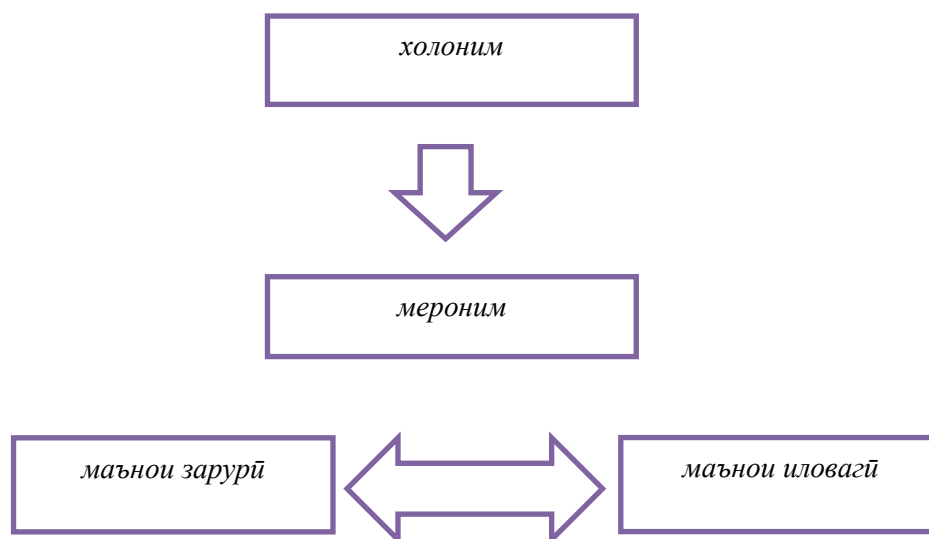 холоним
мероним
маънои зарурӣ
маънои иловагӣ